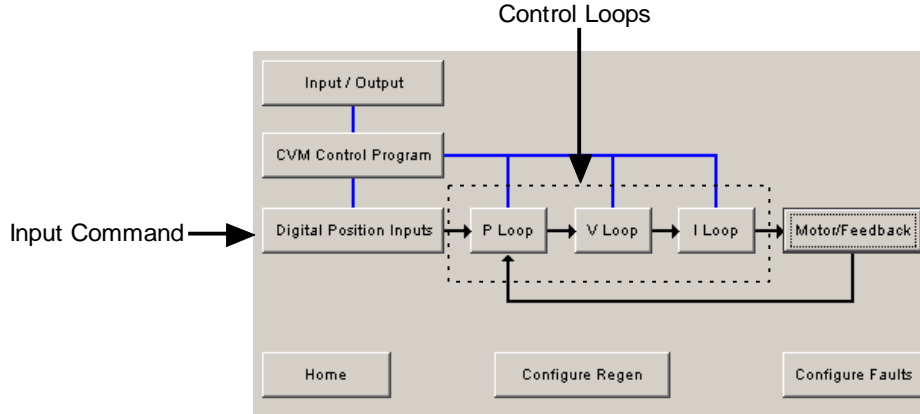 Control Loops
Input / Output
CVM Control Program
Input Command
Digital Position Inputs
P Loop
V Loop
I Loop
Motor/Feedback
Home
Configure Regen
Configure Faults